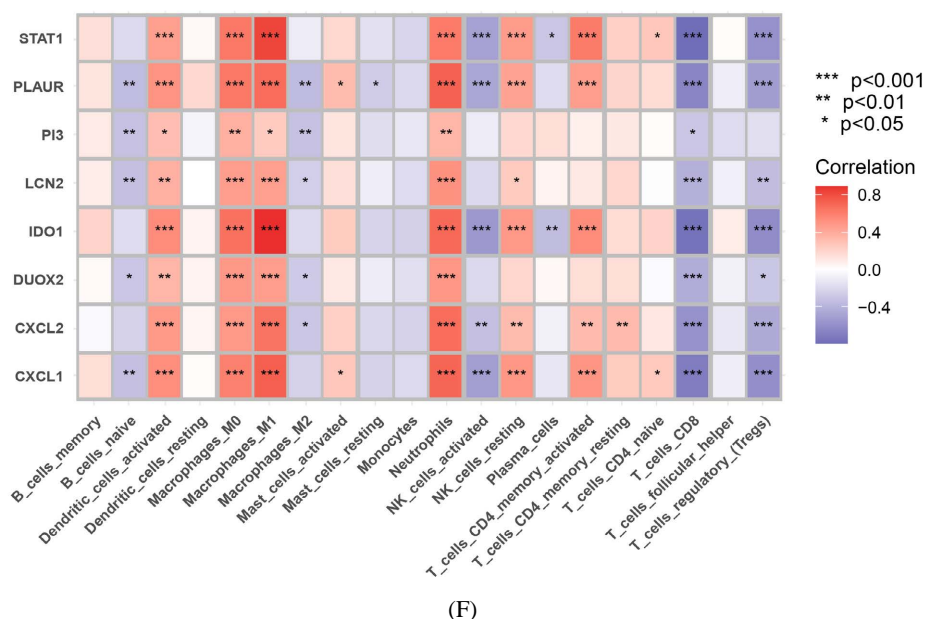 STAT1 *** *** *** *** *** *** * *** * *** ***
PLAUR ** *** *** *** ** * * *** *** *** *** *** ***
PI3 ** * ** * ** ** *
LCN2 ** ** *** *** * *** * *** **
IDO1 *** *** *** *** *** *** ** *** *** ***
DUOX2 * ** *** *** * *** *** *
CXCL2 *** *** *** * *** ** ** ** ** *** ***
CXCL1 ** *** *** *** * *** *** *** *** * *** ***
B_cells_memory
B_cells_naive
Dendritic_cells_activated
Dendritic_cells_resting
Macrophages_M0
Macrophages_M1
Macrophages_M2
Mast_cells_activated
Mast_cells_resting
Monocytes
Neutrophils
NK_cells_activated
NK_cells_resting
Plasma_cells
T_cells_CD4_memory_activated
T_cells_CD4_memory_resting
T_cells_CD4_naive
T_cells_CD8
T_cells_follicular_helper
T_cells_regulatory_(Tregs)
*** p<0.001
** p<0.01
* p<0.05
Correlation
0.8
0.4
0.0
−0.4
(F)